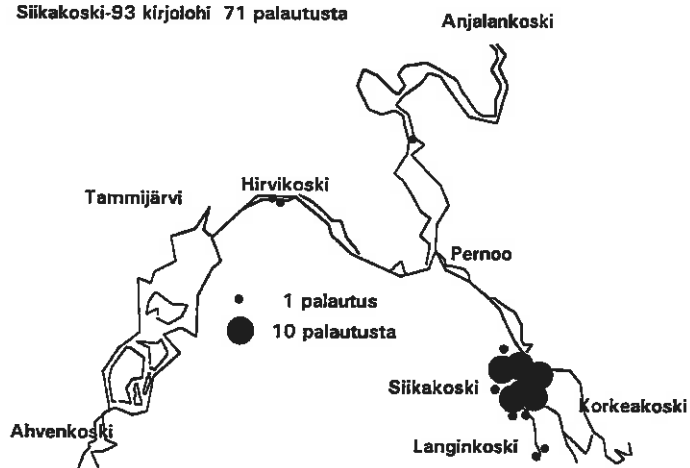 Siikakoski-93 kirjolohi 71 palautusta
Anjalankoski
Tammijärvi
Hirvikoski
Pernoo
1 palautus
10 palautusta
Siikakoski
Korkeakoski
Ahvenkoski
Langinkoski